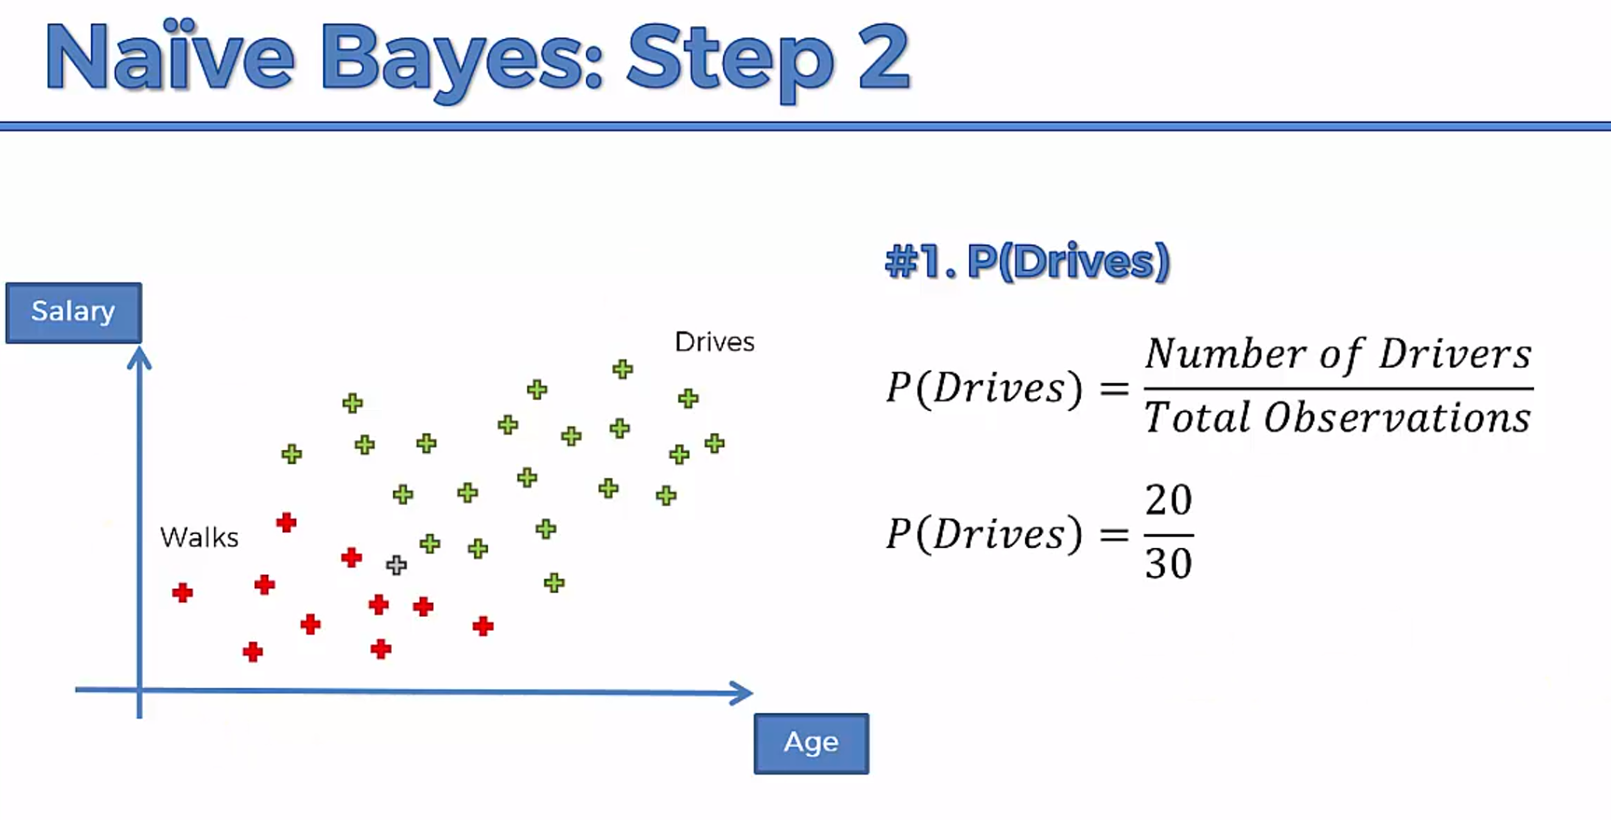 Naïve Bayes: Step 2
#1. P(Drives)
Salary
Drives
P(Drives) = Number of Drivers
Total Observations
Walks
P(Drives) = 20
30
Age